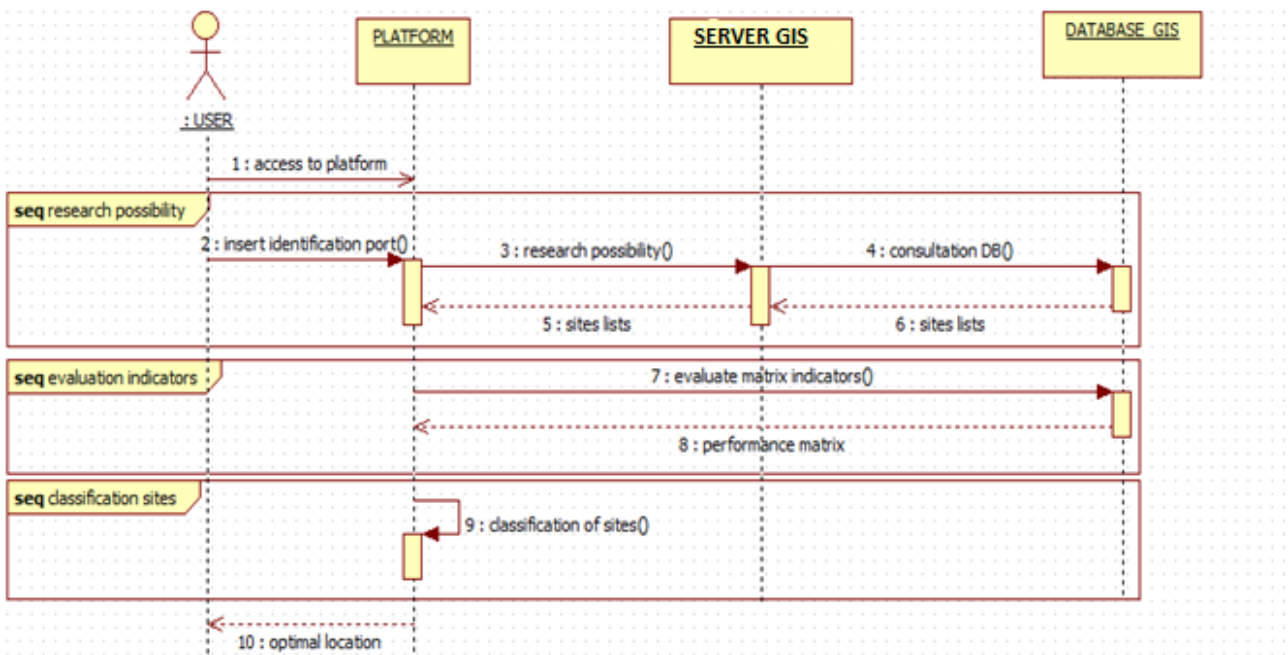 PLATFORM
SERVER GIS
DATABASE GIS
: USER
1 : access to platform
seq research possibility
2 : insert identification port()
3 : research possibility()
4 : consultation DB()
5 : sites lists
6 : sites lists
seq evaluation indicators
7 : evaluate matrix indicators()
8 : performance matrix
seq classification sites
9 : classification of sites()
10 : optimal location